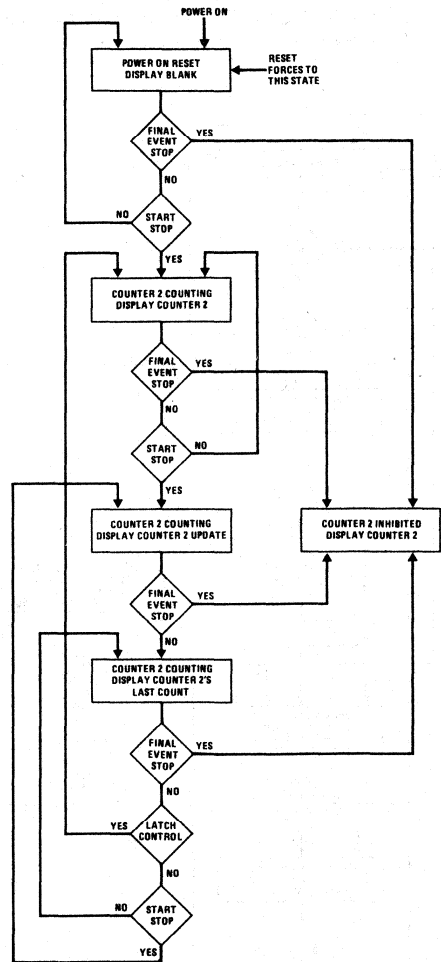 POWER ON
POWER ON RESET
DISPLAY BLANK
RESET
FORCES TO
THIS STATE
FINAL
EVENT
STOP
YES
NO
START
STOP
NO
YES
COUNTER 2 COUNTING
DISPLAY COUNTER 2
FINAL
EVENT
STOP
YES
NO
START
STOP
NO
YES
COUNTER 2 COUNTING
DISPLAY COUNTER 2 UPDATE
COUNTER 2 INHIBITED
DISPLAY COUNTER 2
FINAL
EVENT
STOP
YES
NO
COUNTER 2 COUNTING
DISPLAY COUNTER 2'S
LAST COUNT
FINAL
EVENT
STOP
YES
NO
YES
LATCH
CONTROL
NO
NO
START
STOP
YES